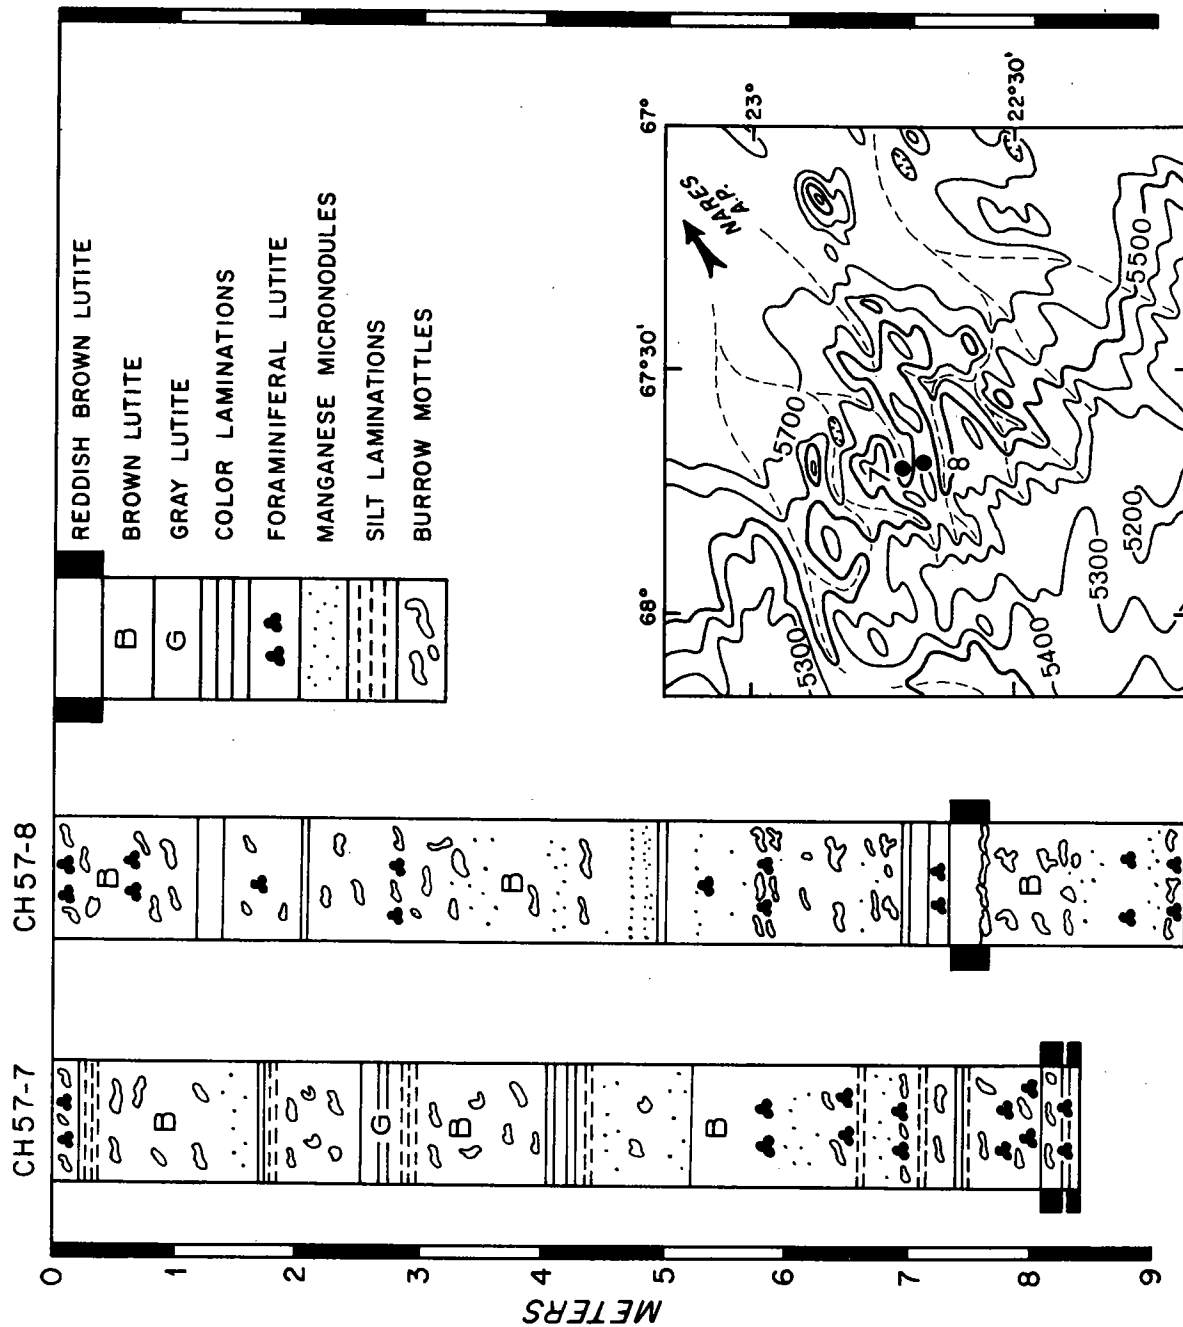 CH57-7
CH57-8
METERS
0
1
2
3
4
5
6
7
8
9
B
G
B
B
B
B
B
B
G
REDDISH BROWN LUTITE
BROWN LUTITE
GRAY LUTITE
COLOR LAMINATIONS
FORAMINIFERAL LUTITE
MANGANESE MICRONODULES
SILT LAMINATIONS
BURROW MOTTLES
68°
67°30'
67°
23°
22°30'
NARES
A.P.
5700
5300
5500
7
8
5300
5200
5400